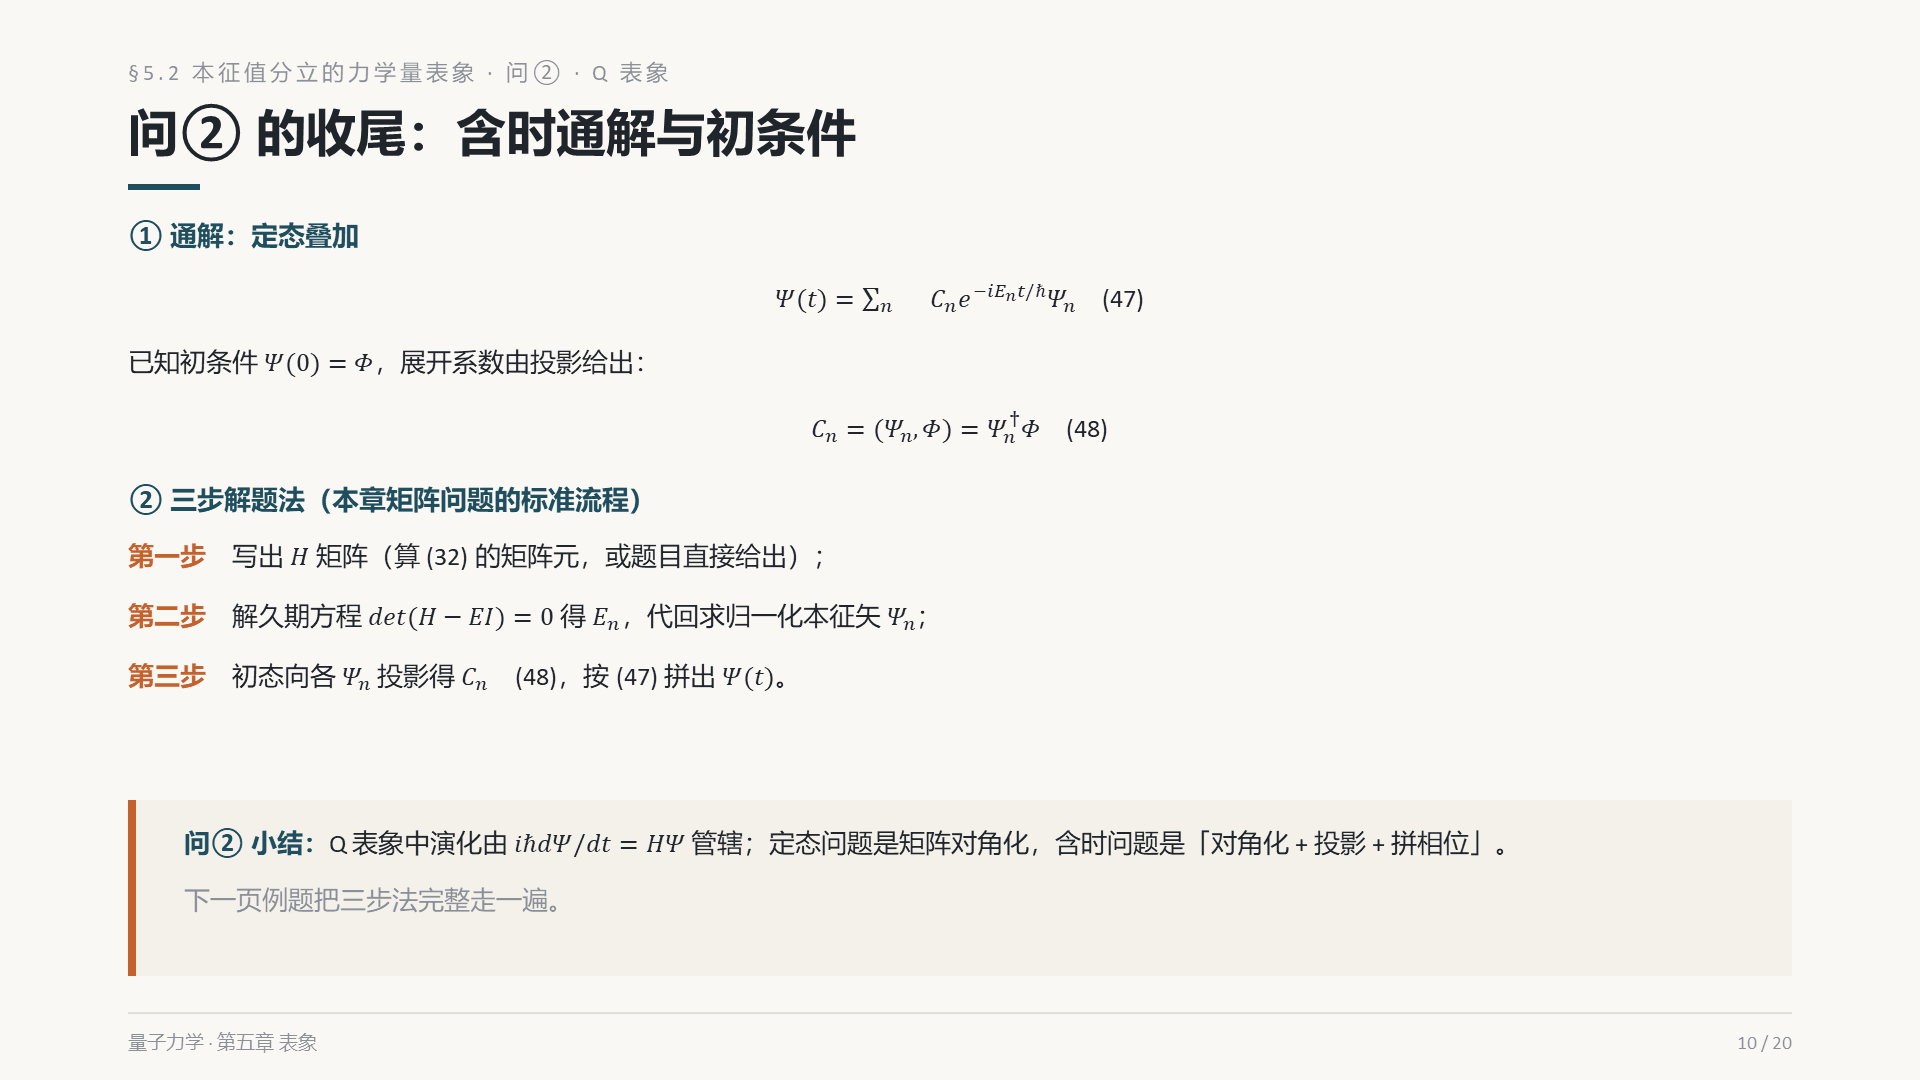 §5.2 本征值分立的力学量表象 · 问② · Q 表象
问② 的收尾：含时通解与初条件
① 通解：定态叠加
Ψ(t) = ∑ₙ Cₙe^{−iEₙt/ħ}Ψₙ (47)
已知初条件 Ψ(0) = Φ，展开系数由投影给出：
Cₙ = (Ψₙ, Φ) = Ψₙ†Φ (48)
② 三步解题法（本章矩阵问题的标准流程）
第一步 写出 H 矩阵（算 (32) 的矩阵元，或题目直接给出）；
第二步 解久期方程 det(H − EI) = 0 得 Eₙ，代回求归一化本征矢 Ψₙ；
第三步 初态向各 Ψₙ 投影得 Cₙ (48)，按 (47) 拼出 Ψ(t)。
问② 小结：Q 表象中演化由 iħdΨ/dt = HΨ 管辖；定态问题是矩阵对角化，含时问题是「对角化 + 投影 + 拼相位」。
下一页例题把三步法完整走一遍。
量子力学 · 第五章 表象
10 / 20